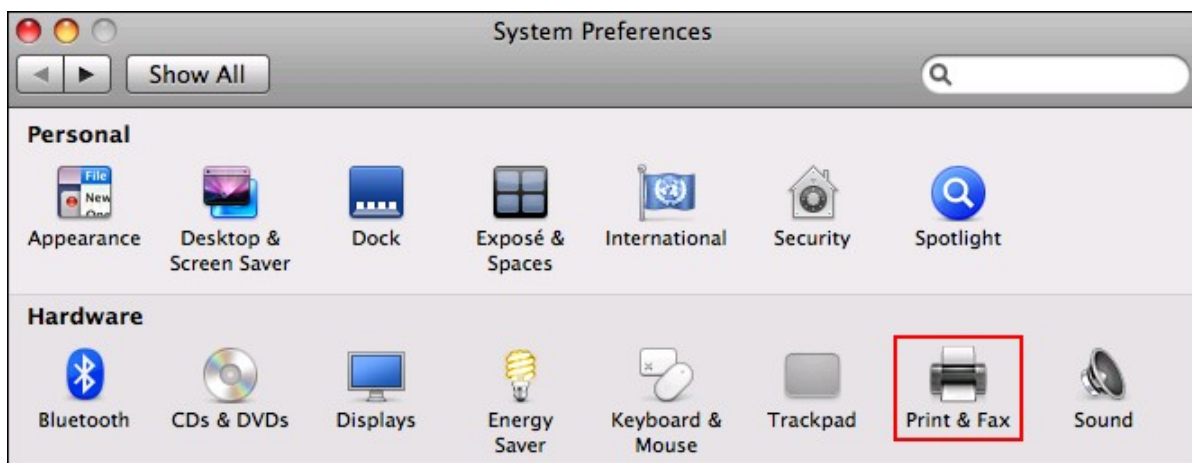 System Preferences
Show All
Personal
File
New
One
Appearance
Desktop &
Screen Saver
Dock
Exposé &
Spaces
International
Security
Spotlight
Hardware
Bluetooth
CDs & DVDs
Displays
Energy
Saver
Keyboard &
Mouse
Trackpad
Print & Fax
Sound